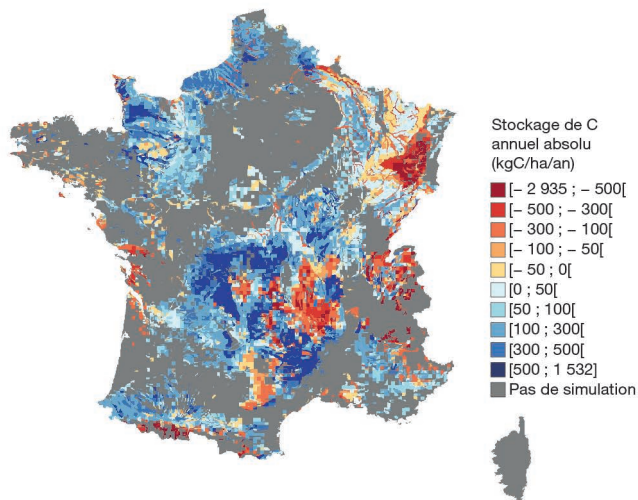 Stockage de C
annuel absolu
(kgC/ha/an)
[− 2 935 ; − 500[
[− 500 ; − 300[
[− 300 ; − 100[
[− 100 ; − 50[
[− 50 ; 0[
[0 ; 50[
[50 ; 100[
[100 ; 300[
[300 ; 500[
[500 ; 1 532]
Pas de simulation